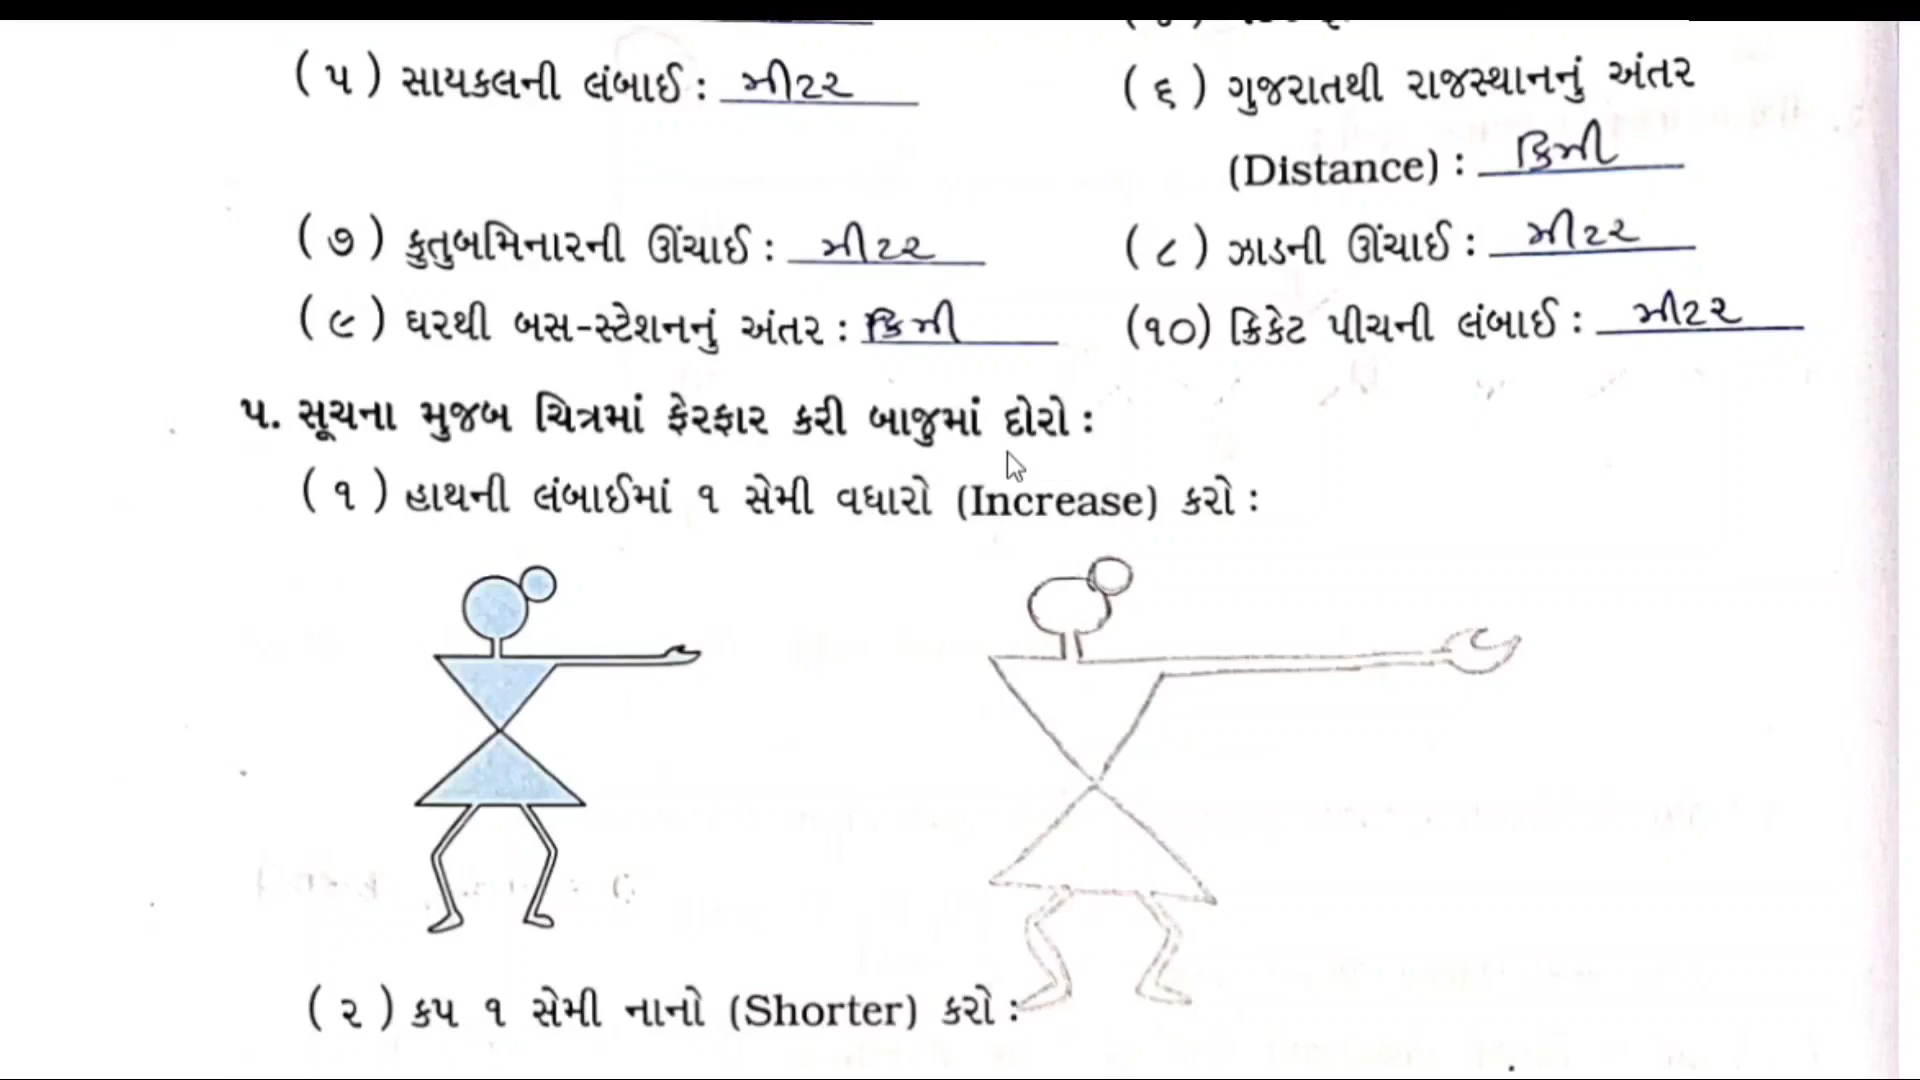 (૫) સાયકલની લંબાઈ : મીટર
(૬) ગુજરાતથી રાજસ્થાનનું અંતર
(Distance) : કિમી
(૭) કુતુબમિનારની ઊંચાઈ : મીટર
(૮) ઝાડની ઊંચાઈ : મીટર
(૯) ઘરથી બસ-સ્ટેશનનું અંતર : કિમી
(૧૦) ક્રિકેટ પીચની લંબાઈ : મીટર
૫. સૂચના મુજબ ચિત્રમાં ફેરફાર કરી બાજુમાં દોરો :
(૧) હાથની લંબાઈમાં ૧ સેમી વધારો (Increase) કરો :
(૨) કપ ૧ સેમી નાનો (Shorter) કરો :